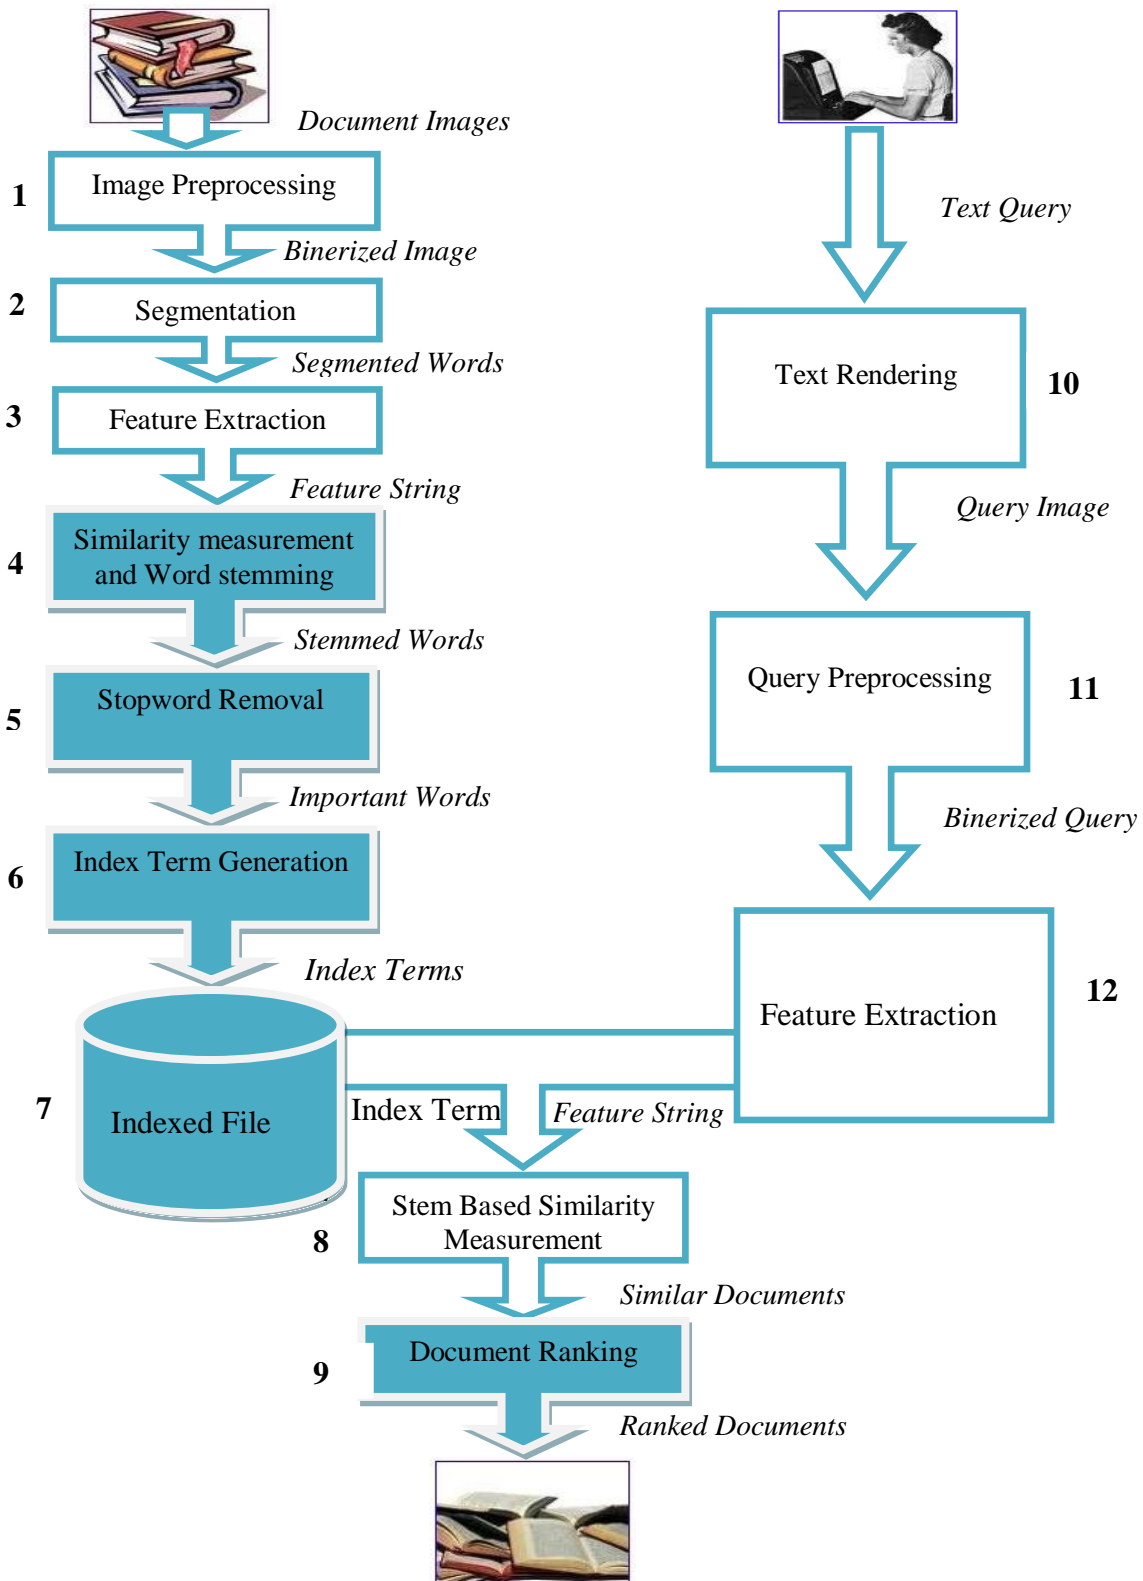 Document Images
1
Image Preprocessing
Binerized Image
2
Segmentation
Segmented Words
3
Feature Extraction
Feature String
4
Similarity measurement
and Word stemming
Stemmed Words
5
Stopword Removal
Important Words
6
Index Term Generation
Index Terms
7
Indexed File
Text Query
Text Rendering
10
Query Image
Query Preprocessing
11
Binerized Query
Feature Extraction
12
Index Term
Feature String
8
Stem Based Similarity
Measurement
Similar Documents
9
Document Ranking
Ranked Documents